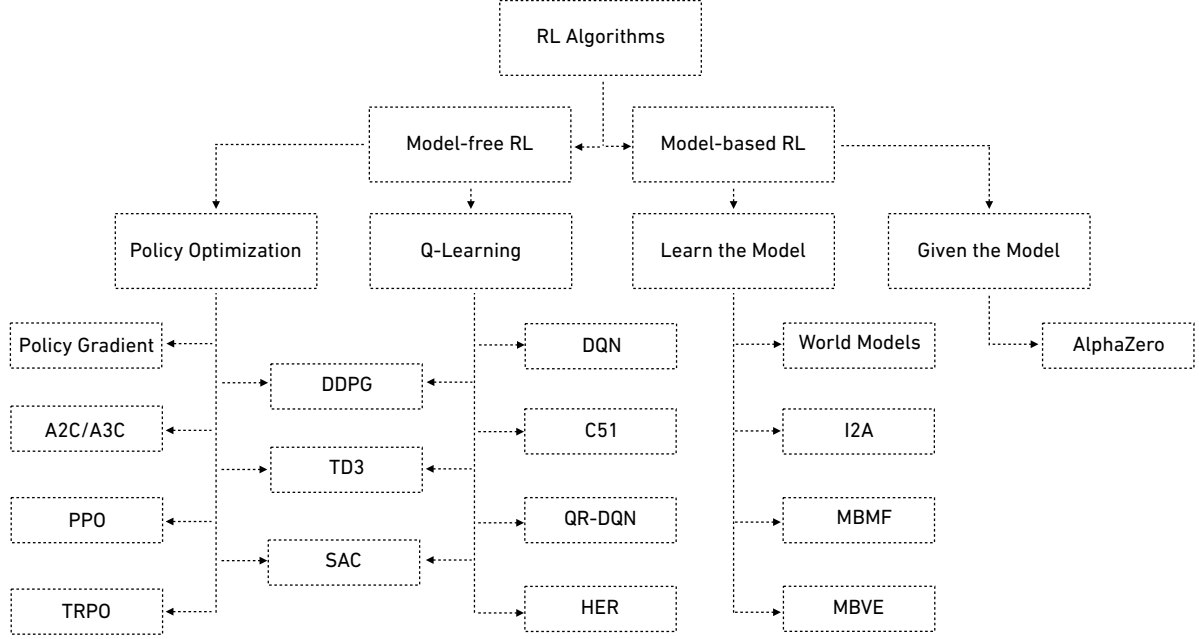 RL Algorithms
Model-free RL
Model-based RL
Policy Optimization
Q-Learning
Learn the Model
Given the Model
Policy Gradient
DQN
World Models
AlphaZero
DDPG
A2C/A3C
C51
I2A
TD3
PPO
QR-DQN
MBMF
SAC
TRPO
HER
MBVE